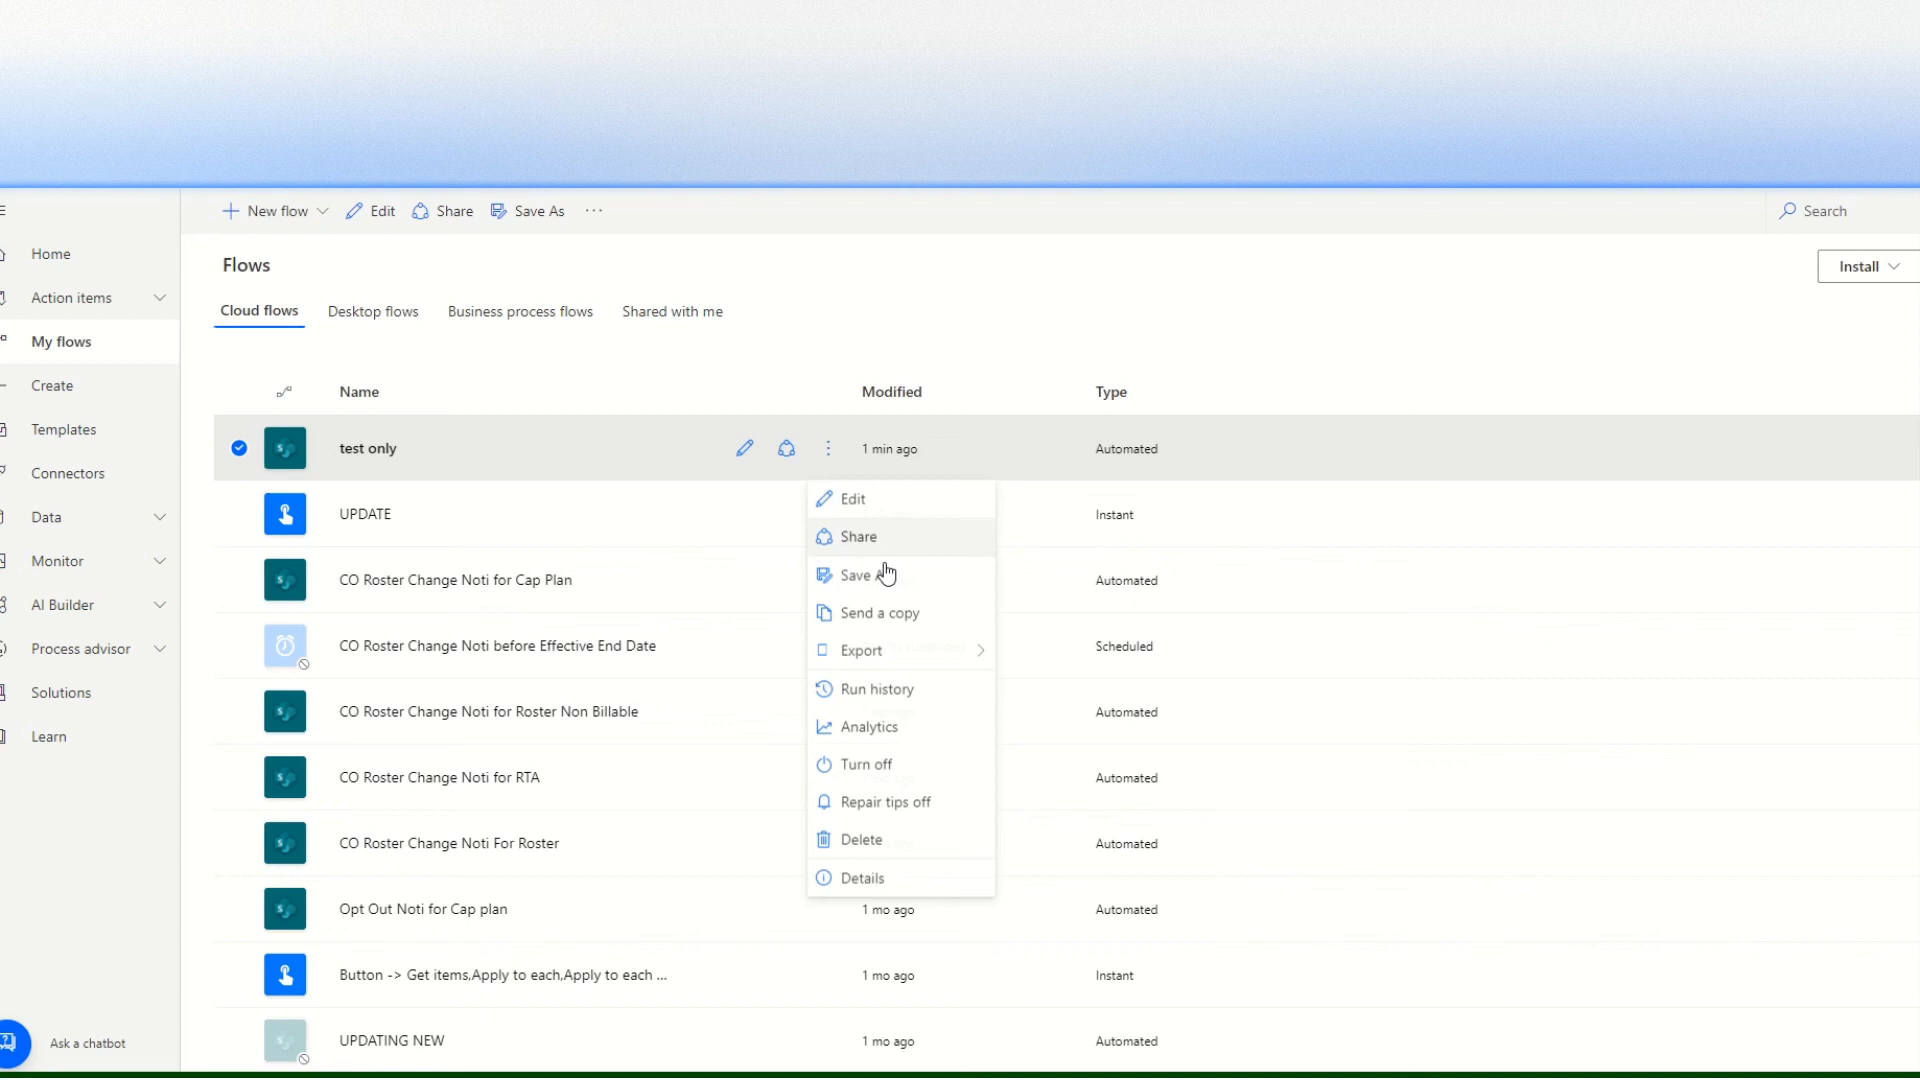 New flow
Edit
Share
Save As
...
Search
Home
Action items
My flows
Create
Templates
Connectors
Data
Monitor
AI Builder
Process advisor
Solutions
Learn
Ask a chatbot
Flows
Install
Cloud flows
Desktop flows
Business process flows
Shared with me
Name
Modified
Type
test only
1 min ago
Automated
UPDATE
Instant
CO Roster Change Noti for Cap Plan
Automated
CO Roster Change Noti before Effective End Date
Scheduled
CO Roster Change Noti for Roster Non Billable
Automated
CO Roster Change Noti for RTA
Automated
CO Roster Change Noti For Roster
Automated
Opt Out Noti for Cap plan
1 mo ago
Automated
Button -> Get items,Apply to each,Apply to each ...
1 mo ago
Instant
UPDATING NEW
1 mo ago
Automated
Edit
Share
Save
Send a copy
Export
Run history
Analytics
Turn off
Repair tips off
Delete
Details